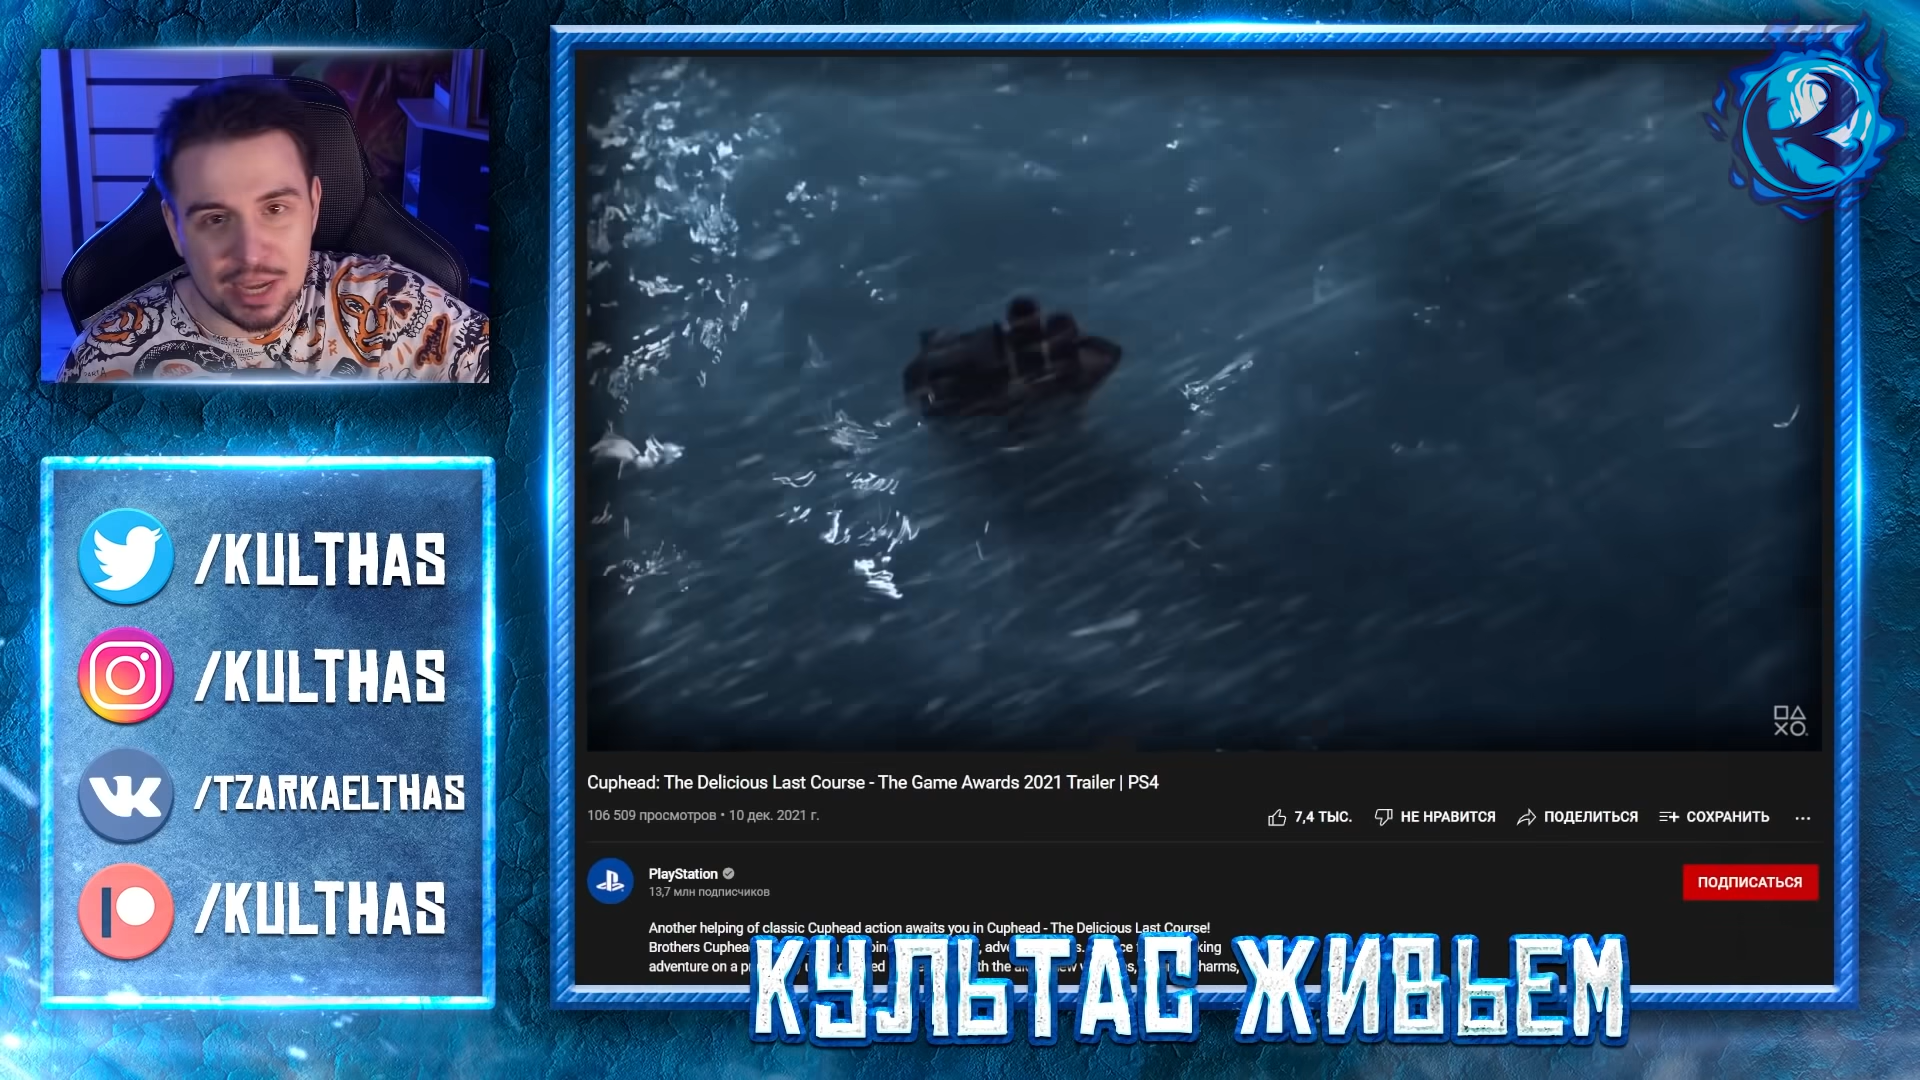 /KULTHAS
/KULTHAS
/TZARKAELTHAS
/KULTHAS
Cuphead: The Delicious Last Course - The Game Awards 2021 Trailer | PS4
106 509 просмотров • 10 дек. 2021 г.
7,4 ТЫС.
НЕ НРАВИТСЯ
ПОДЕЛИТЬСЯ
СОХРАНИТЬ
PlayStation
13,7 млн подписчиков
ПОДПИСАТЬСЯ
Another helping of classic Cuphead action awaits you in Cuphead - The Delicious Last Course!
Brothers
adventure on a
КУЛЬТАС ЖИВЬЕМ